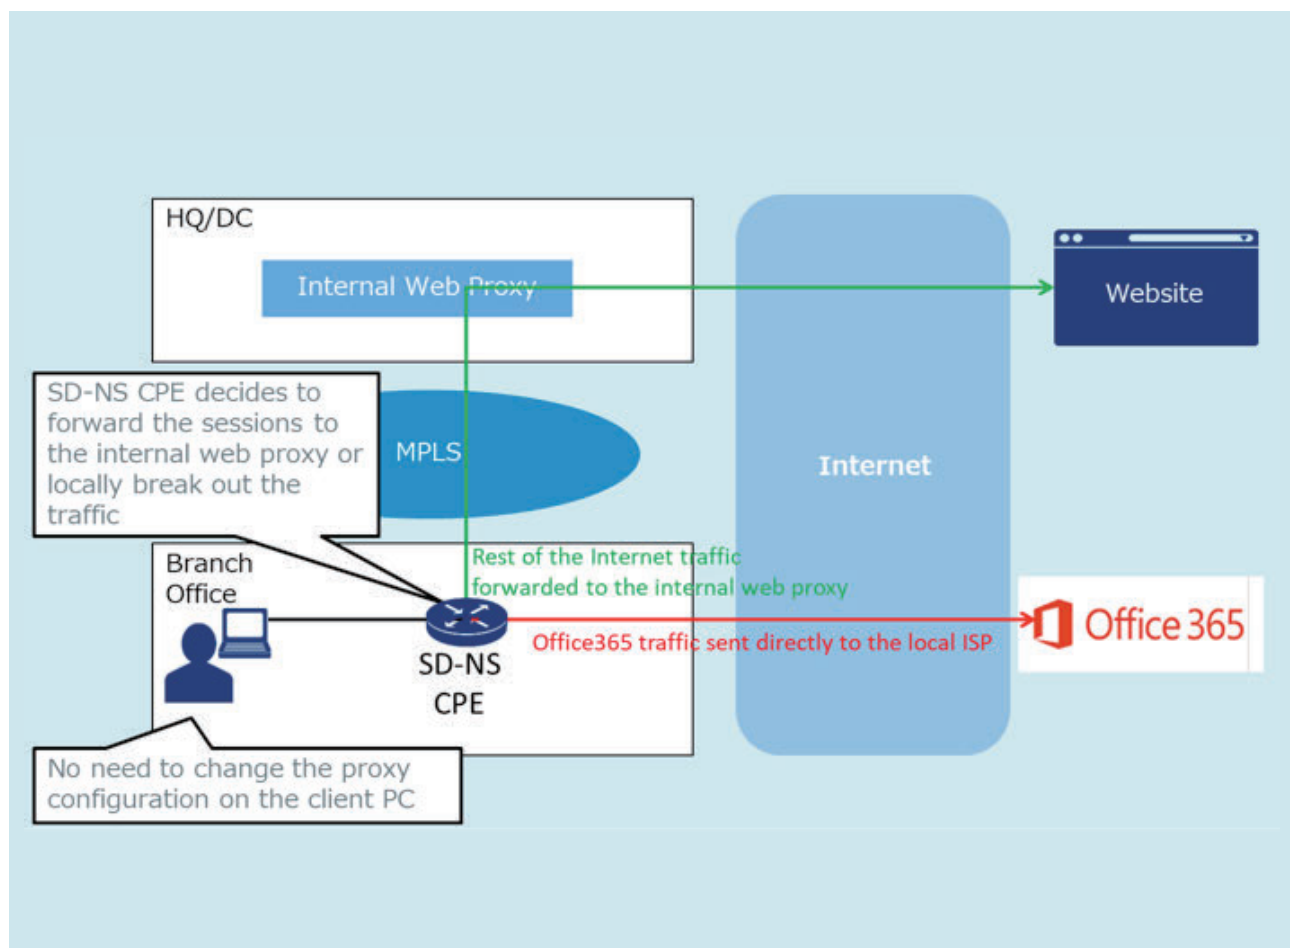 HQ/DC
Internal Web Proxy
Website
SD-NS CPE decides to
forward the sessions to
the internal web proxy or
locally break out the
traffic
MPLS
Internet
Branch
Office
Rest of the Internet traffic
forwarded to the internal web proxy
Office365 traffic sent directly to the local ISP
Office 365
SD-NS
CPE
No need to change the proxy
configuration on the client PC